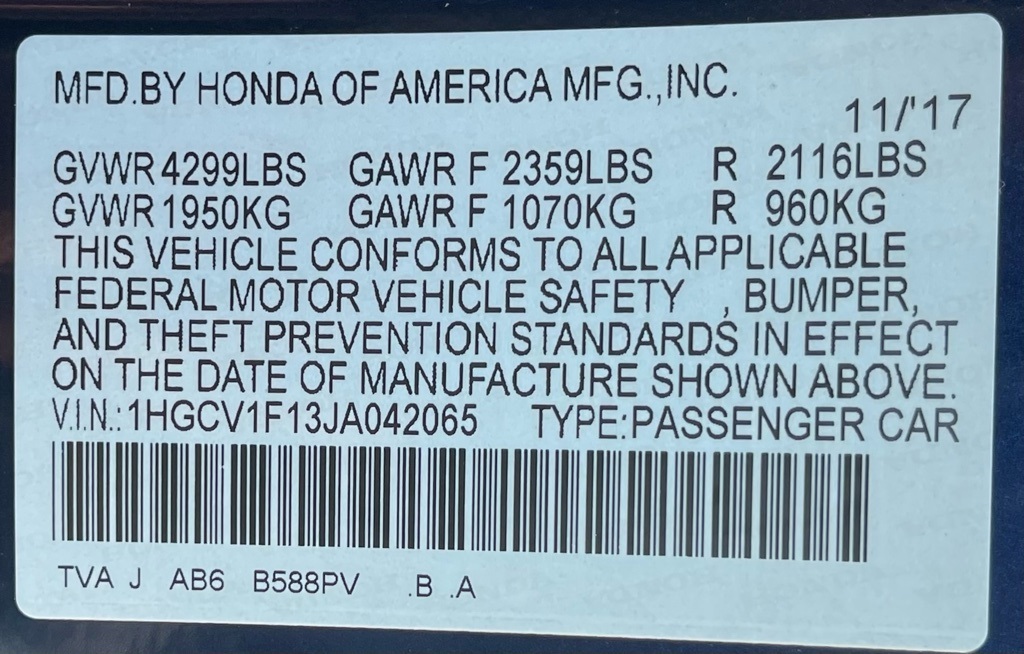 MFD.BY HONDA OF AMERICA MFG.,INC.
11/'17
GVWR 4299LBS GAWR F 2359LBS R 2116LBS
GVWR 1950KG GAWR F 1070KG R 960KG
THIS VEHICLE CONFORMS TO ALL APPLICABLE
FEDERAL MOTOR VEHICLE SAFETY , BUMPER,
AND THEFT PREVENTION STANDARDS IN EFFECT
ON THE DATE OF MANUFACTURE SHOWN ABOVE.
V.I.N.: 1HGCV1F13JA042065 TYPE:PASSENGER CAR
TVA J AB6 B588PV .B .A